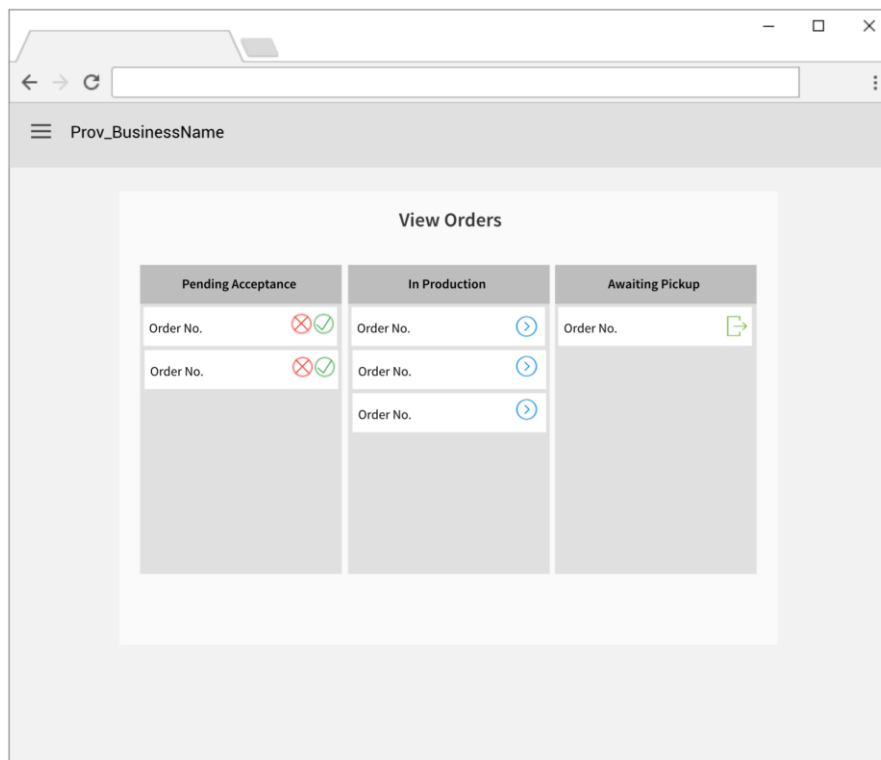 Prov_BusinessName
View Orders
Pending Acceptance
In Production
Awaiting Pickup
Order No.
Order No.
Order No.
Order No.
Order No.
Order No.